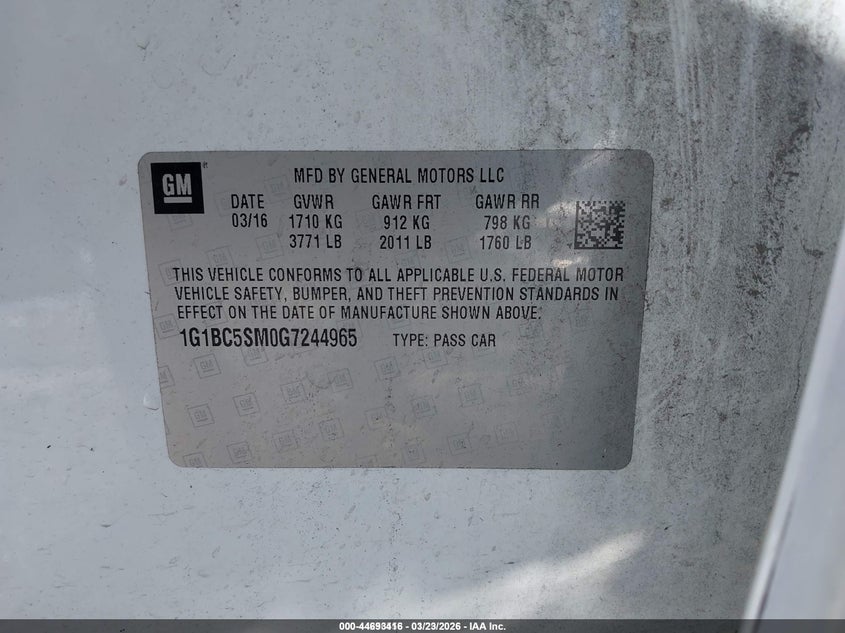 GM
MFD BY GENERAL MOTORS LLC
DATE GVWR GAWR FRT GAWR RR
03/16 1710 KG 912 KG 798 KG
3771 LB 2011 LB 1760 LB
THIS VEHICLE CONFORMS TO ALL APPLICABLE U.S. FEDERAL MOTOR
VEHICLE SAFETY, BUMPER, AND THEFT PREVENTION STANDARDS IN
EFFECT ON THE DATE OF MANUFACTURE SHOWN ABOVE.
1G1BC5SM0G7244965 TYPE: PASS CAR
03/23/2026 - IAA Inc.